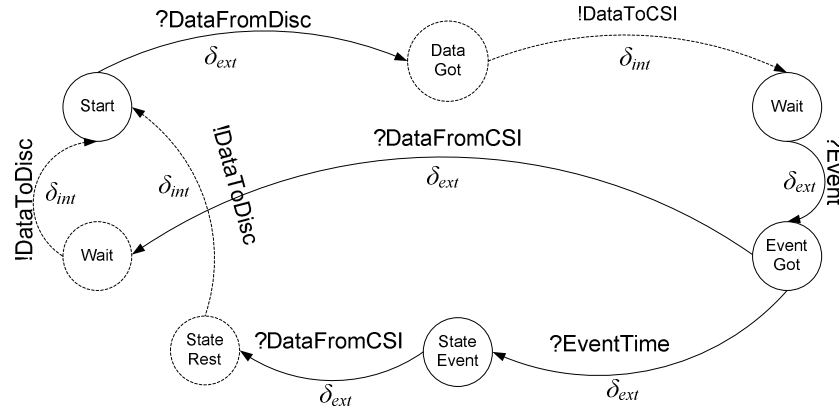 ?DataFromDisc
δext
Data
Got
!DataToCSI
δint
Start
Wait
!DataToDisc
δint
!DataToDisc
δint
?DataFromCSI
δext
?Event
δext
Wait
Event
Got
State
Rest
?DataFromCSI
δext
State
Event
?EventTime
δext